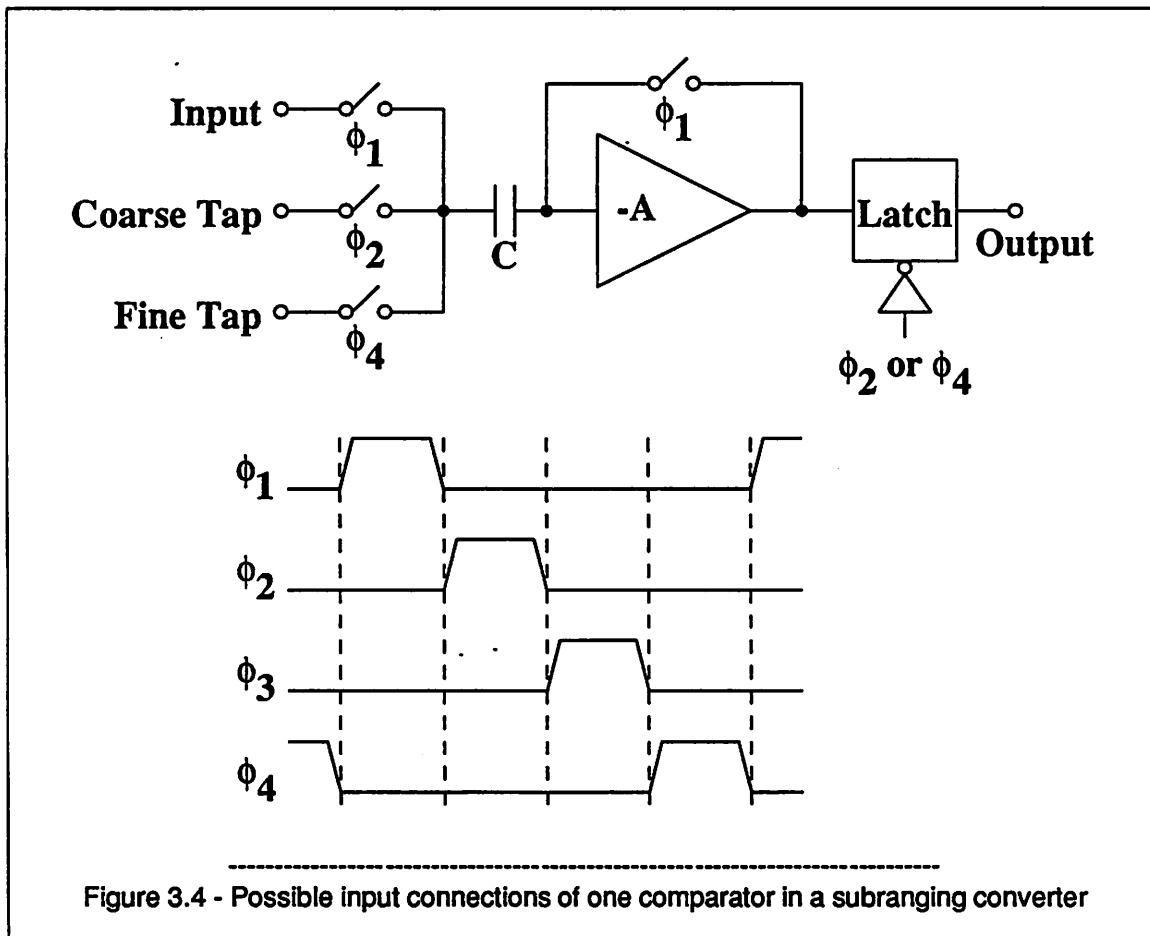 Input
ϕ1
ϕ1
Coarse Tap
ϕ2
C
-A
Latch
Output
Fine Tap
ϕ4
ϕ2 or ϕ4
ϕ1
ϕ2
ϕ3
ϕ4
Figure 3.4 - Possible input connections of one comparator in a subranging converter